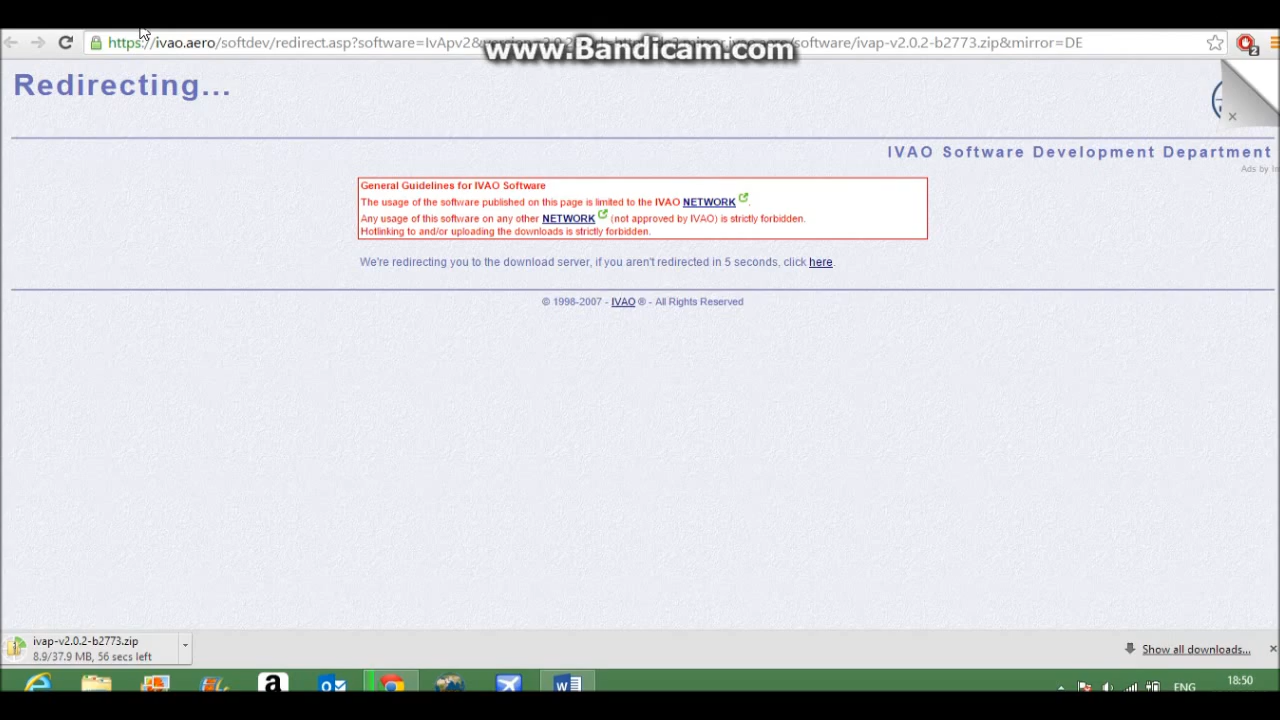 https://ivao.aero/softdev/redirect.asp?software=IvApv2& /software/ivap-v2.0.2-b2773.zip&mirror=DE
www.Bandicam.com
2
Redirecting...
IVAO Software Development Department
Ads by
General Guidelines for IVAO Software
The usage of the software published on this page is limited to the IVAO NETWORK .
Any usage of this software on any other NETWORK (not approved by IVAO) is strictly forbidden.
Hotlinking to and/or uploading the downloads is strictly forbidden.
We're redirecting you to the download server, if you aren't redirected in 5 seconds, click here.
© 1998-2007 - IVAO ® - All Rights Reserved
ivap-v2.0.2-b2773.zip
8.9/37.9 MB, 56 secs left
Show all downloads...
ENG
18:50